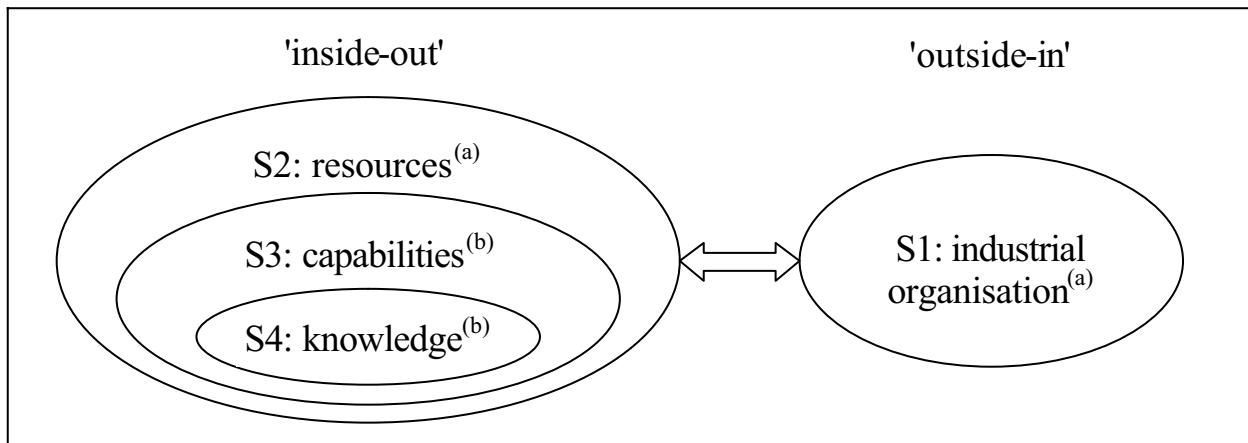 'inside-out'
'outside-in'
S2: resources(a)
S3: capabilities(b)
S4: knowledge(b)
S1: industrial
organisation(a)